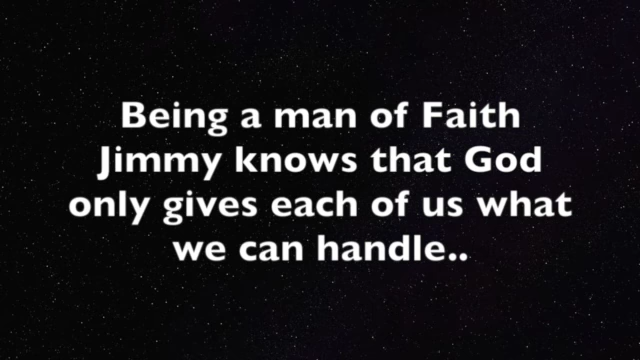 Being a man of Faith
Jimmy knows that God
only gives each of us what
we can handle..